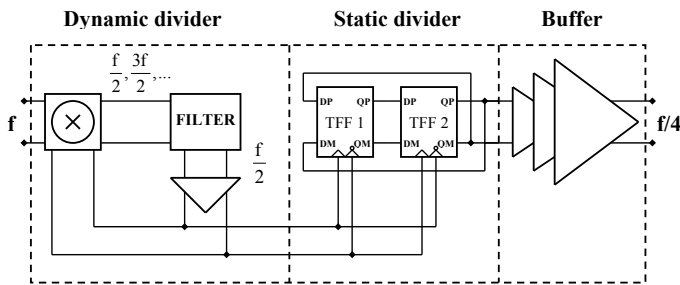 Dynamic divider
Static divider
Buffer
f/2, 3f/2,...
f
FILTER
f/2
DP QP
TFF 1
DM QM
DP QP
TFF 2
DM QM
f/4